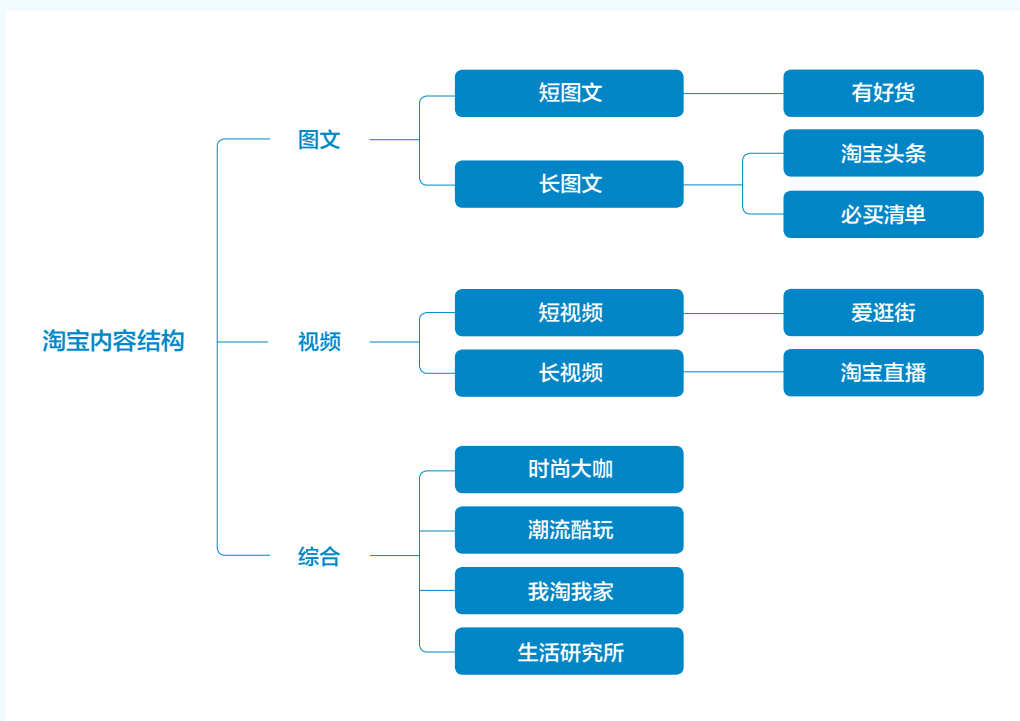 淘宝内容结构
图文
短图文
有好货
长图文
淘宝头条
必买清单
视频
短视频
爱逛街
长视频
淘宝直播
综合
时尚大咖
潮流酷玩
我淘我家
生活研究所